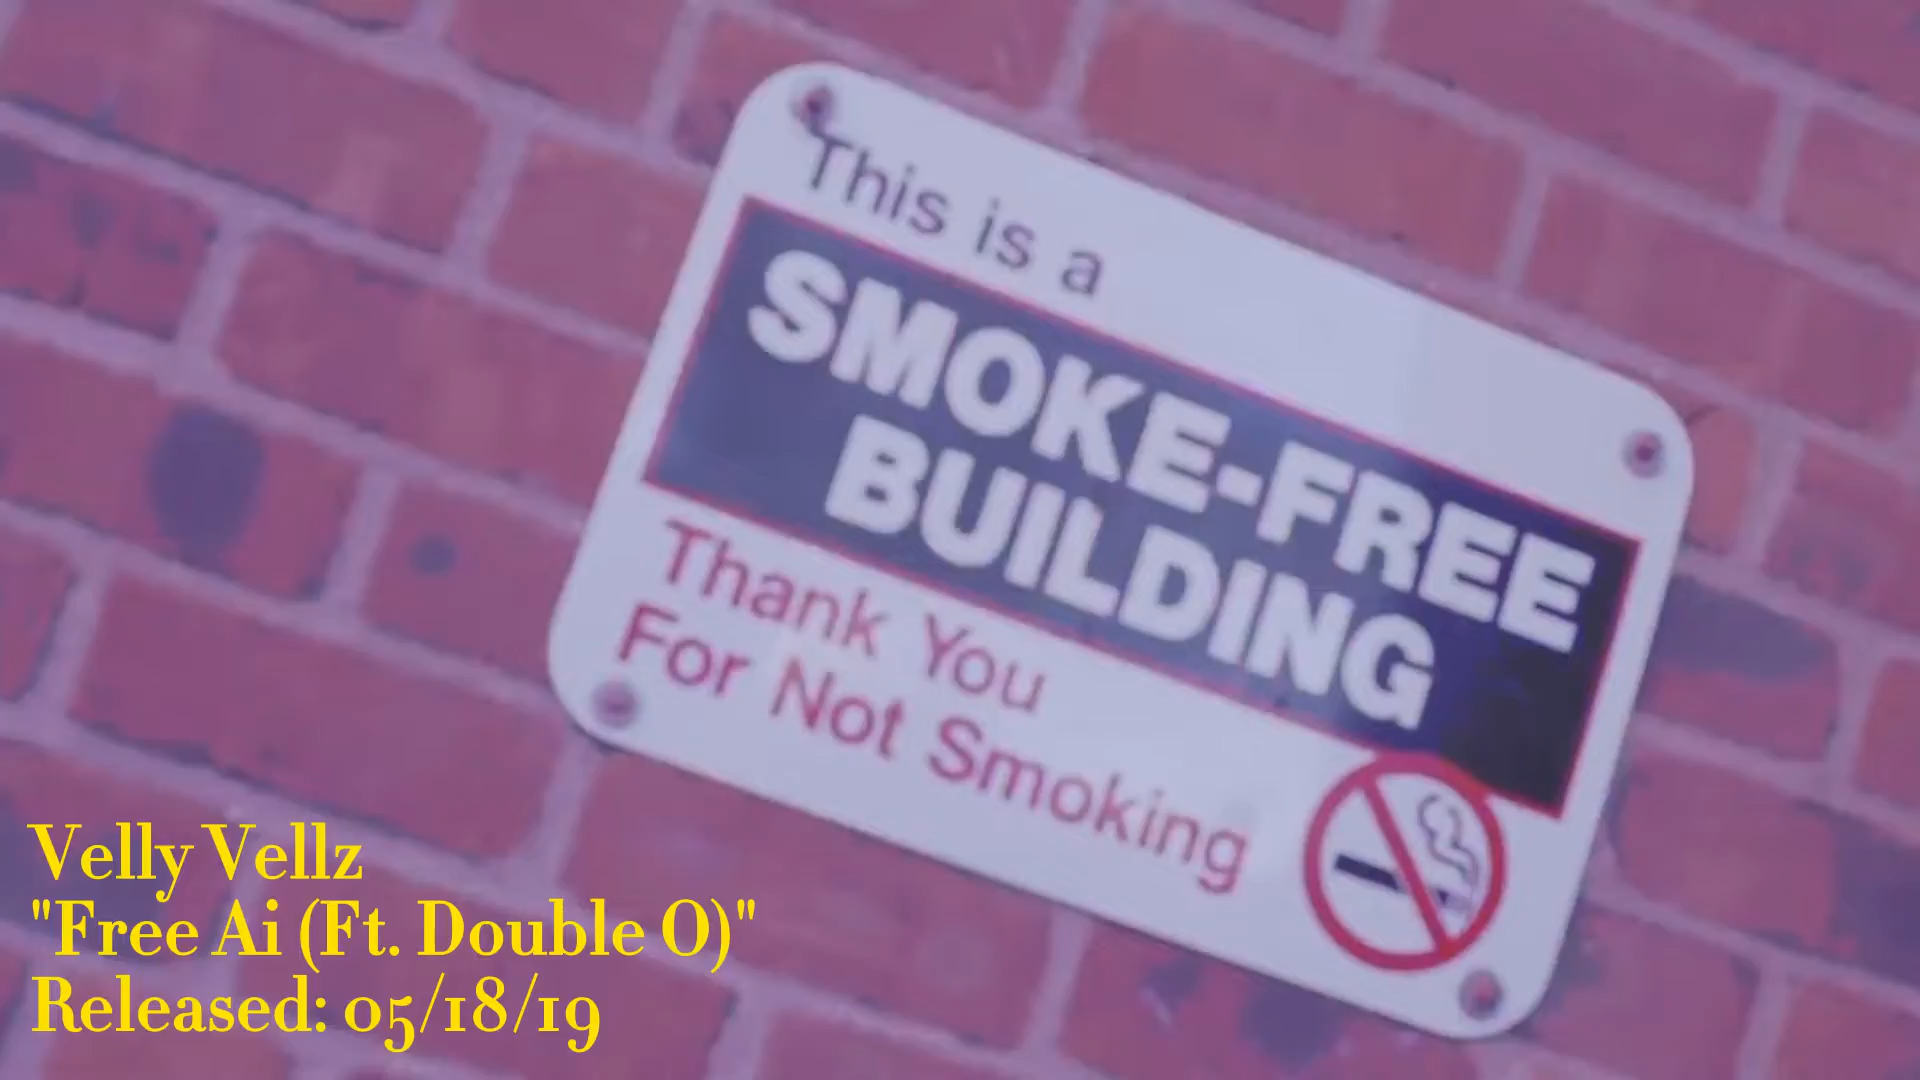 This is a
SMOKE-FREE
BUILDING
Thank You
For Not Smoking
Velly Vellz
"Free Ai (Ft. Double O)"
Released: 05/18/19